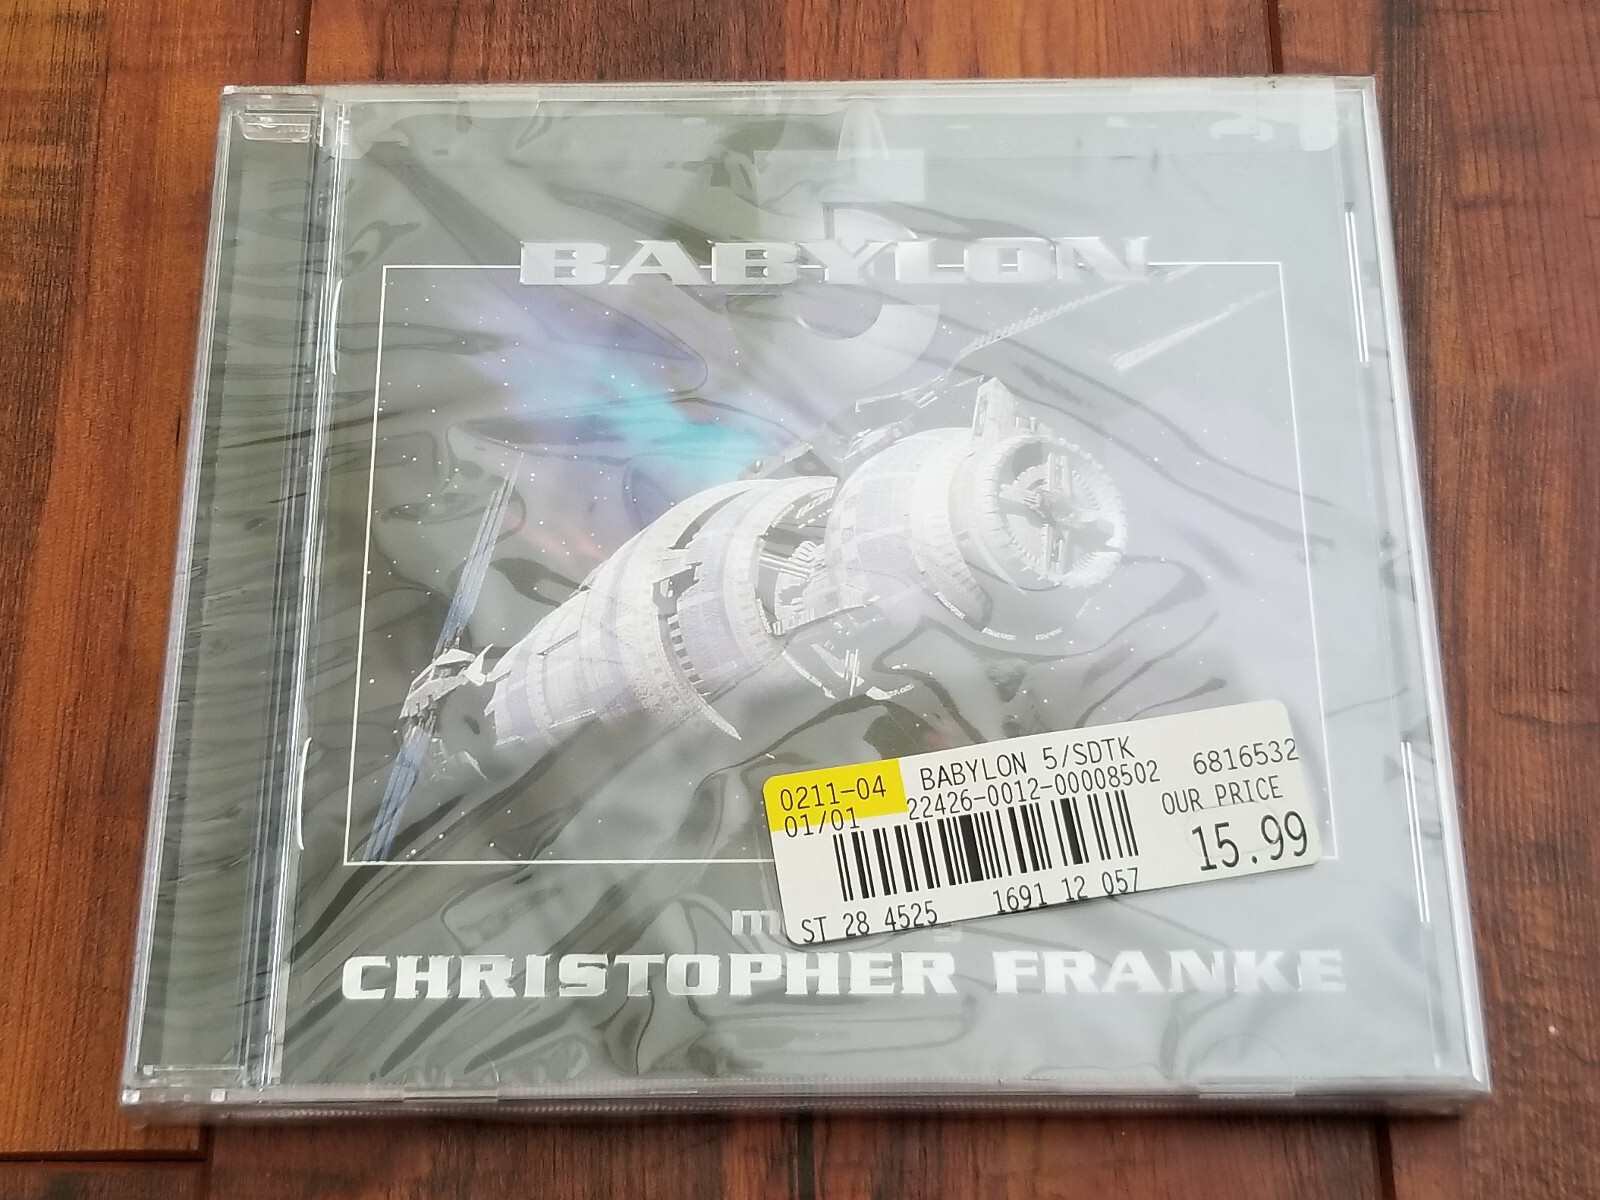 5
BABYLON
0211-04 BABYLON 5/SDTK 6816532
01/01 22426-0012-00008502 OUR PRICE
15.99
ST 28 4525 1691 12 057
CHRISTOPHER FRANKE